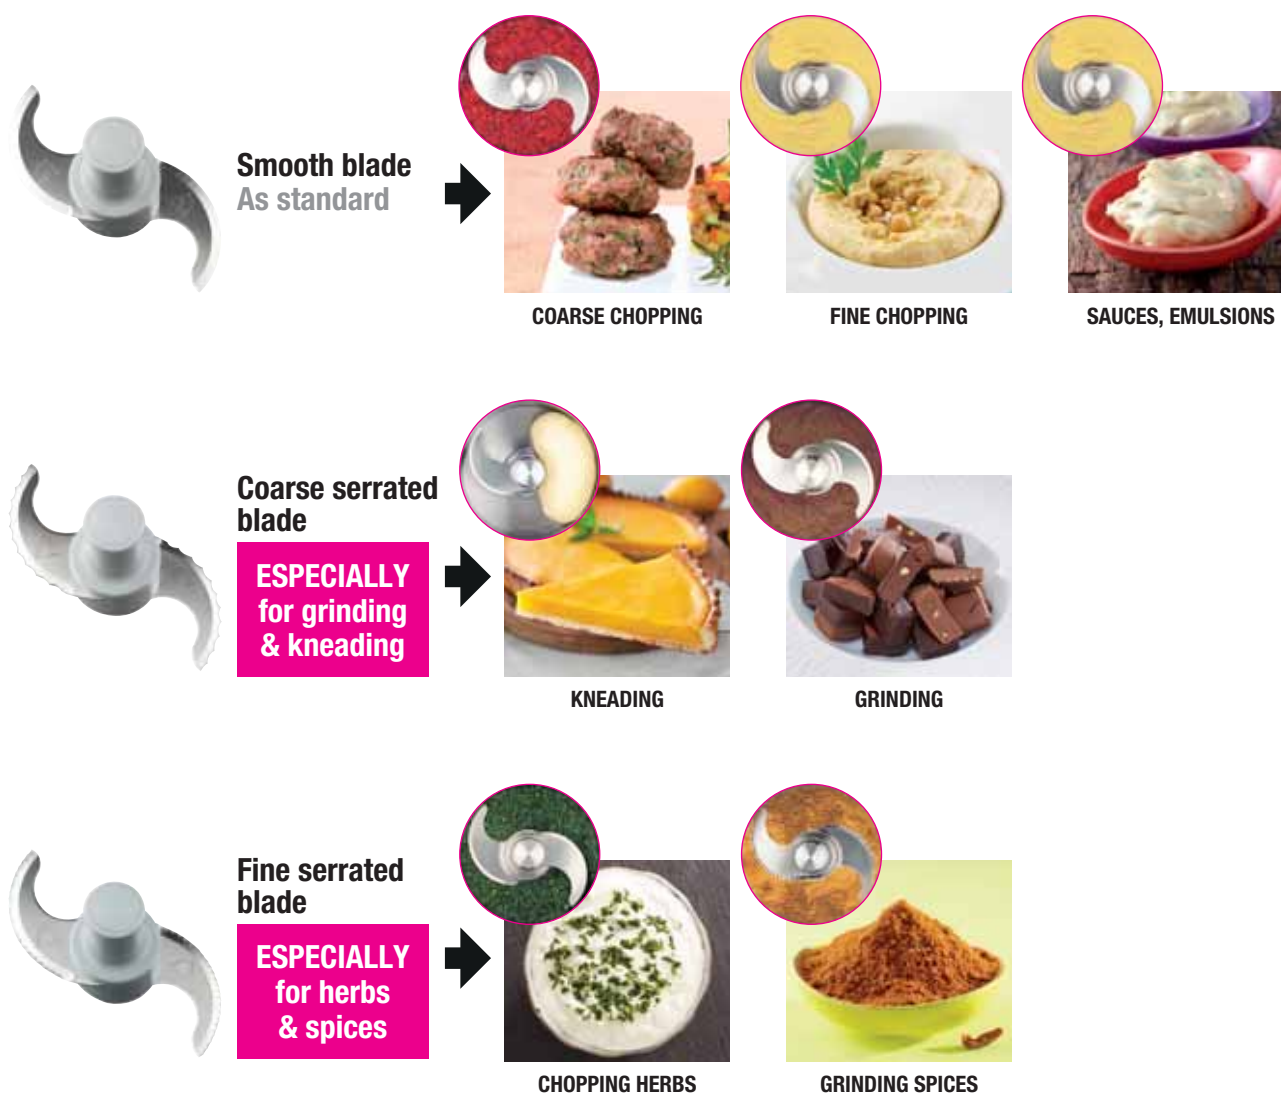 Smooth blade
As standard
COARSE CHOPPING
FINE CHOPPING
SAUCES, EMULSIONS
Coarse serrated
blade
ESPECIALLY
for grinding
& kneading
KNEADING
GRINDING
Fine serrated
blade
ESPECIALLY
for herbs
& spices
CHOPPING HERBS
GRINDING SPICES